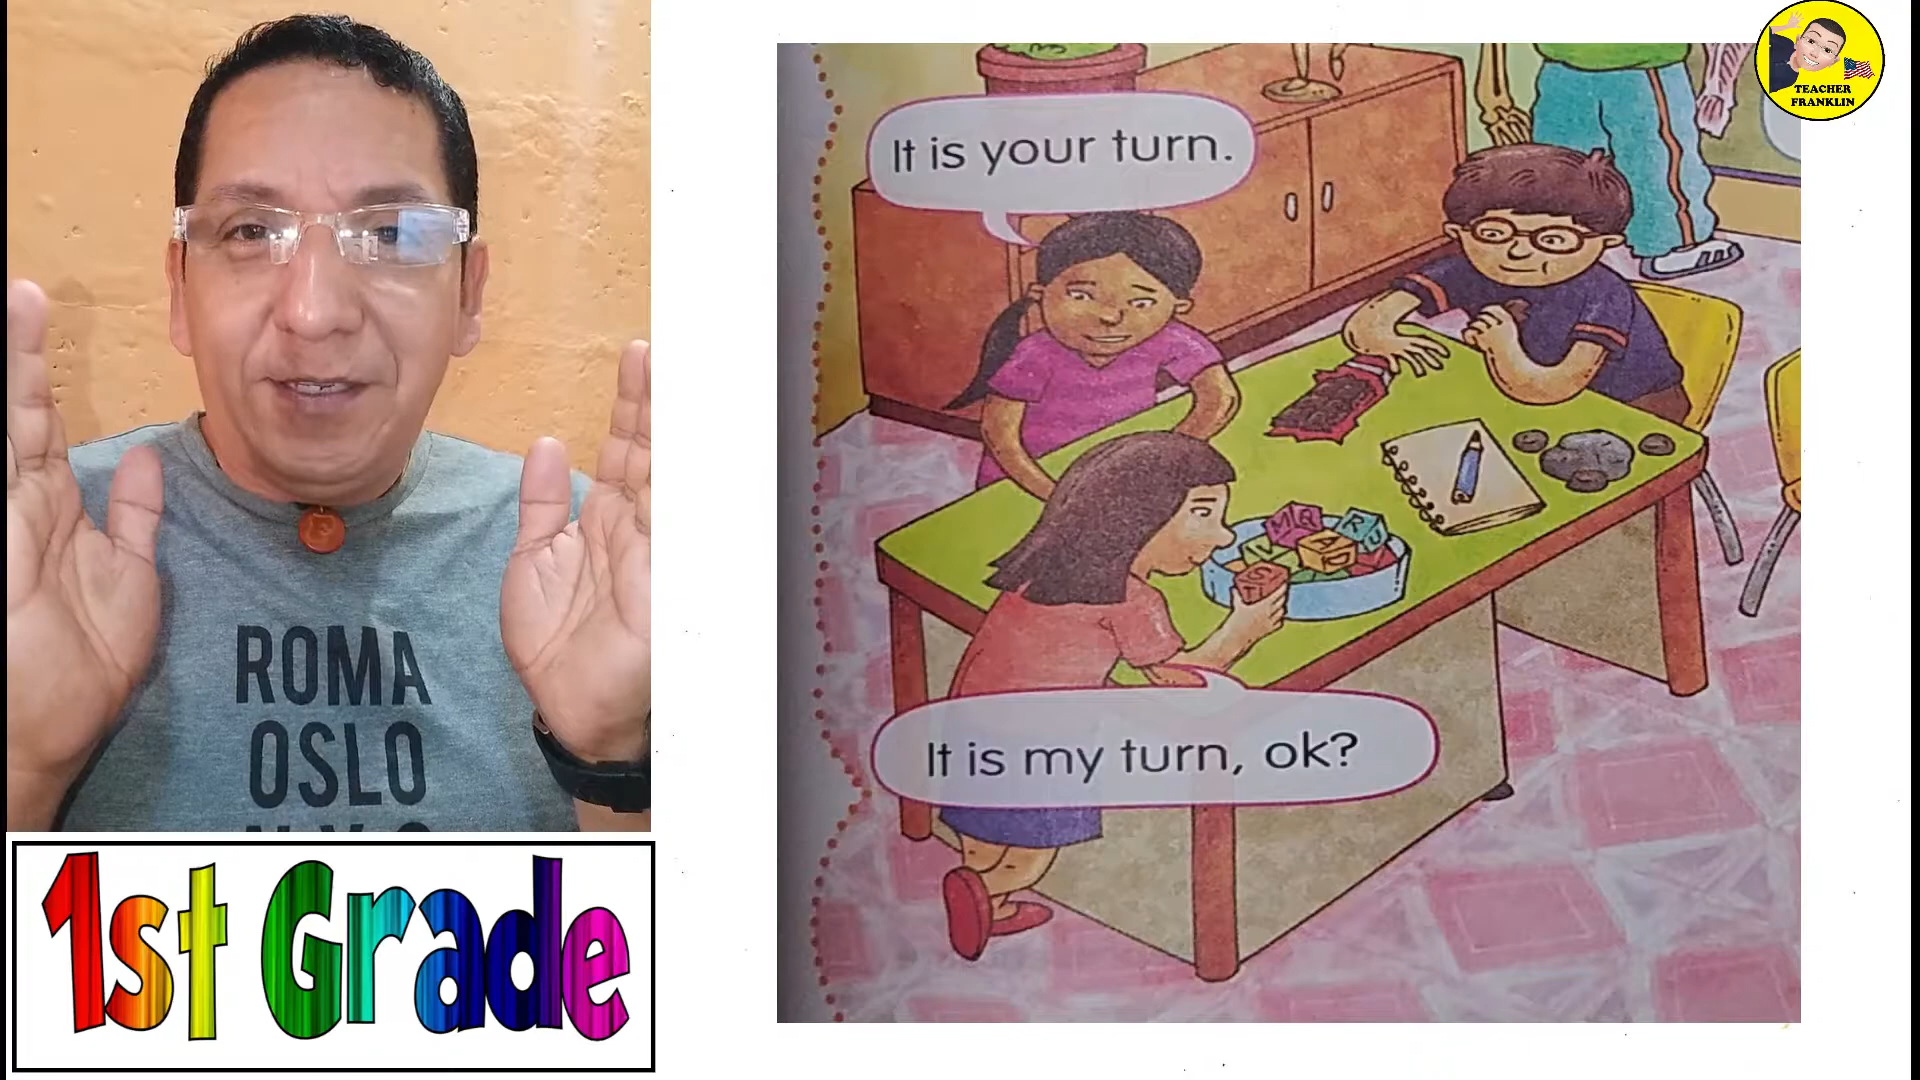 TEACHER
FRANKLIN
It is your turn.
It is my turn, ok?
ROMA
OSLO
1st Grade